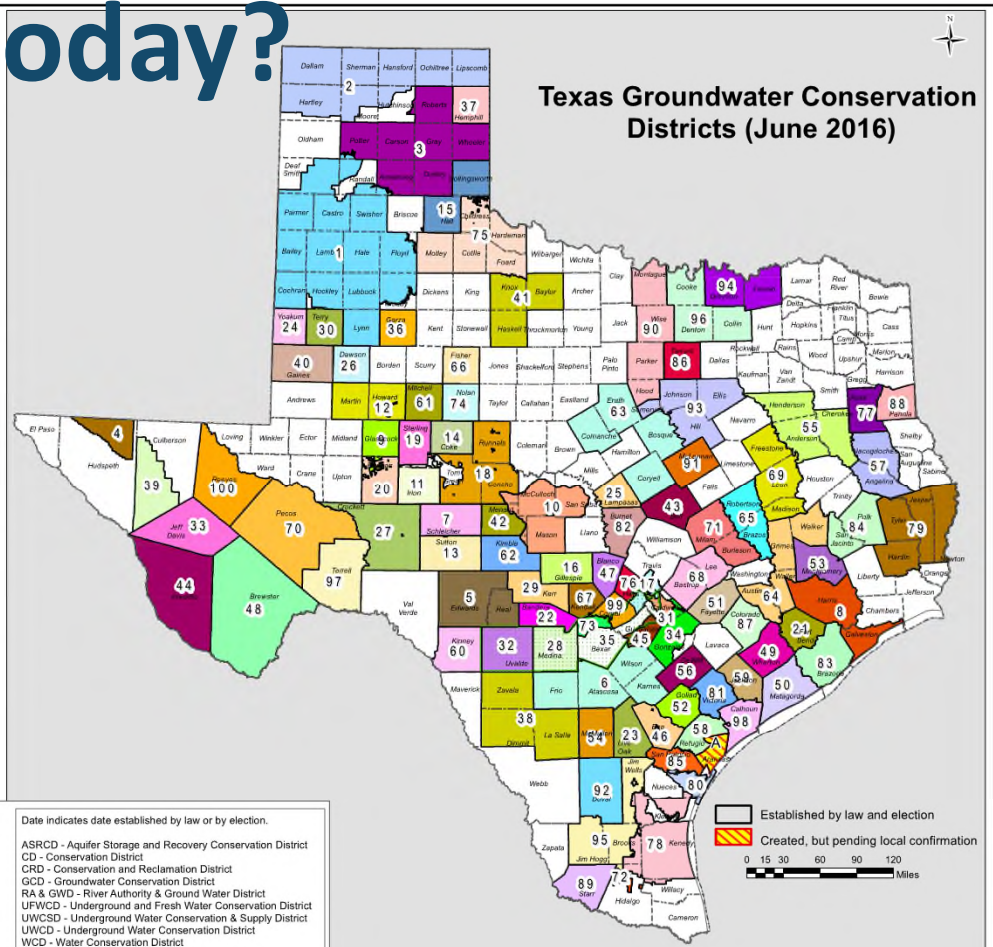 oday?
N
Texas Groundwater Conservation
Districts (June 2016)
Dallam Sherman Hansford Ochiltree Lipscomb
2
Hartley Moore Hutchinson Roberts 37
Hemphill
Oldham Potter Carson Gray Wheeler
3
Deaf
Smith Randall Armstrong Donley Collingsworth
Parmer Castro Swisher Briscoe 15 Hall Childress
75 Hardeman
Bailey Lamb Hale Floyd Motley Cottle Foard Wilbarger Wichita
1
Clay Montague Cooke 94 Grayson Fannin Lamar Red
River Bowie
Cochran Hockley Lubbock Dickens King Knox 41 Baylor Archer
Delta Franklin Titus Morris Cass
Yoakum
24 Terry
30 Lynn Garza
36 Kent Stonewall Haskell Throckmorton Young Jack Wise
90 96
Denton Collin Hunt Hopkins Camp Marion
40
Gaines Dawson
26 Borden Scurry Fisher
66 Jones Shackelford Stephens Palo
Pinto Parker 86 Dallas Rockwall Rains Wood Upshur Harrison
Kaufman Van
Zandt Gregg
Andrews Martin Howard
12 Mitchell
61 Nolan
74 Taylor Callahan Eastland Erath
63 Hood Somervell Johnson Ellis
93
Hill Navarro Henderson Smith Cherokee 77 88
Panola
El Paso 4 Hudspeth Culberson Loving Winkler Ector Midland Glasscock
9 Sterling
19 14
Coke Runnels Coleman Brown Comanche Hamilton Bosque 55
Anderson Shelby
39 Reeves
100 Ward Crane Upton 20 11
Irion Tom 18
Concho Mills Coryell McLennan
91 Limestone Freestone 69
Leon Houston Nacogdoches
57
Angelina San
Augustine Sabine
Jeff
Davis
33 Pecos
70 Crockett
27 7
Schleicher Menard
42 McCulloch
10 San Saba 25
Lampasas 43 Falls Robertson
65
Brazos Madison Trinity Polk
84 Jasper
Tyler 79
44 Brewster
48 Terrell
97 Sutton
13 Kimble
62 Mason Llano Burnet
82 Williamson 71
Milam Burleson Grimes Walker San
Jacinto Hardin Newton
Val
Verde 5
Edwards Real 16
Gillespie Blanco
47 Travis 68
Bastrop Lee Washington 53
Montgomery Liberty Orange
29 Kerr 67
Kendall 76 17
Hays 99
Comal 31 51
Fayette Austin 64
Waller Harris
8 Chambers Jefferson
Kinney
60 32
Uvalde 22
28
Medina 73 35
Bexar 45 34
Gonzales Lavaca Colorado
87 21
Fort
Bend Galveston
Maverick Zavala Frio 6
Atascosa Wilson Karnes 56 49
Wharton 83
Brazoria
38
Dimmit La Salle 54 23
Live
Oak 46 Goliad
52 81
Victoria 59
Jackson 50
Matagorda
Bee 58
Refugio Calhoun
98
Webb 92
Duval Jim
Wells 85 A
Aransas
Nueces 80
Zapata 95
Jim Hogg Brooks 78 Kenedy
89
Starr 72
Hidalgo Willacy
Cameron
Established by law and election
Created, but pending local confirmation
0 15 30 60 90 120
Miles
Date indicates date established by law or by election.
ASRCD - Aquifer Storage and Recovery Conservation District
CD - Conservation District
CRD - Conservation and Reclamation District
GCD - Groundwater Conservation District
RA & GWD - River Authority & Ground Water District
UFWCD - Underground and Fresh Water Conservation District
UWCSD - Underground Water Conservation & Supply District
UWCD - Underground Water Conservation District
WCD - Water Conservation District